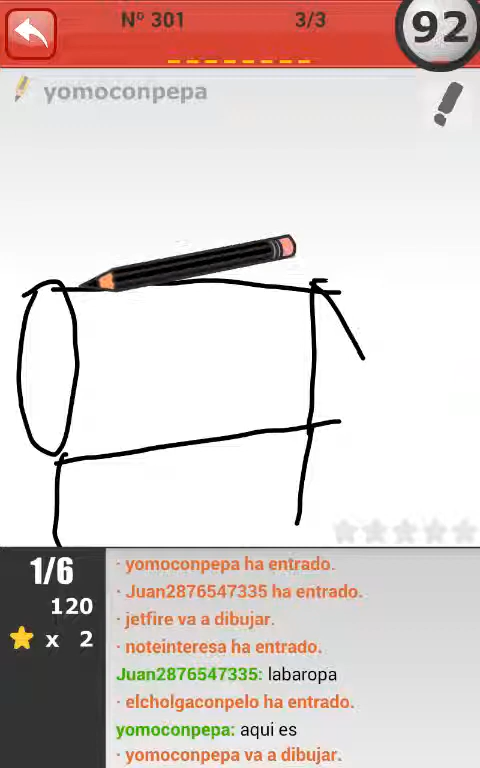 Nº 301
3/3
92
yomoconpepa
1/6
120
x 2
· yomoconpepa ha entrado.
· Juan2876547335 ha entrado.
· jetfire va a dibujar.
· noteinteresa ha entrado.
Juan2876547335: labaropa
· elcholgaconpelo ha entrado.
yomoconpepa: aqui es
· yomoconpepa va a dibujar.